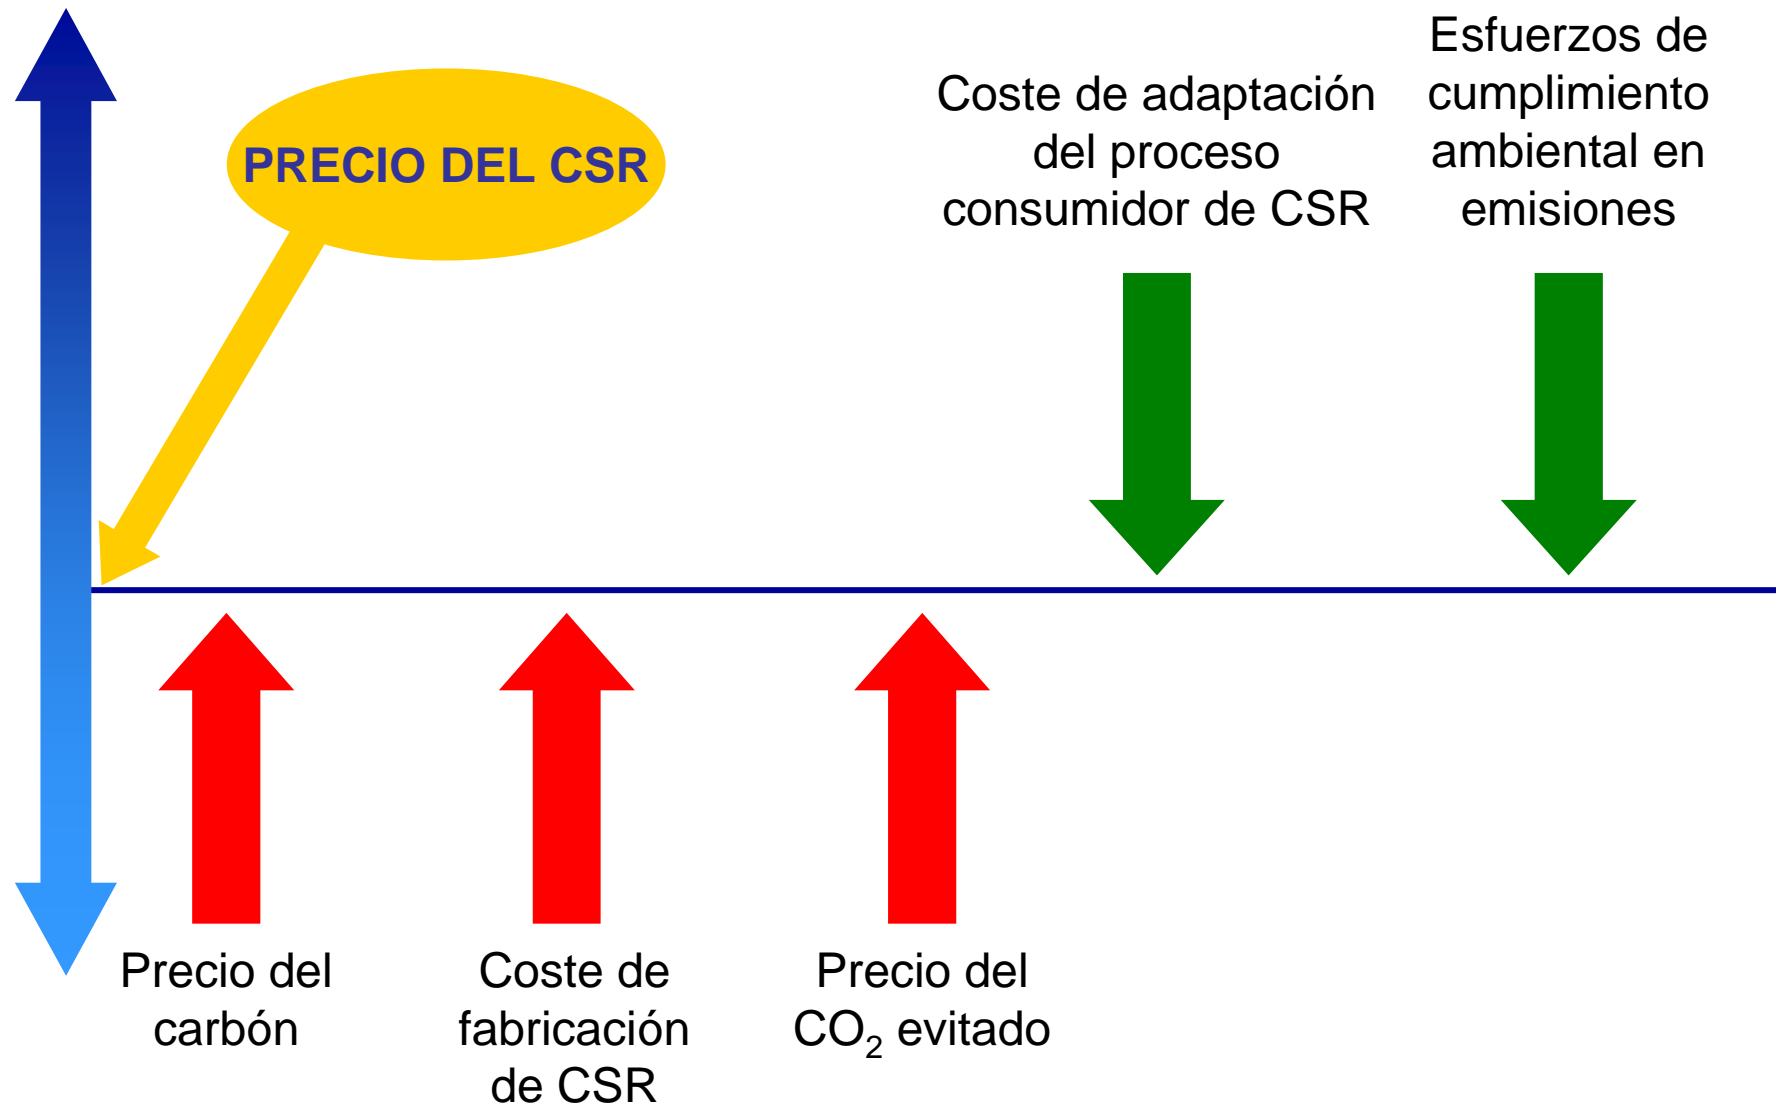 PRECIO DEL CSR
Coste de adaptación
del proceso
consumidor de CSR
Esfuerzos de
cumplimiento
ambiental en
emisiones
Precio del
carbón
Coste de
fabricación
de CSR
Precio del
CO₂ evitado